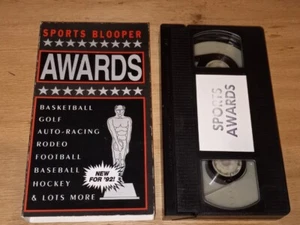 SPORTS BLOOPER
AWARDS
BASKETBALL
GOLF
AUTO-RACING
RODEO
FOOTBALL
BASEBALL
HOCKEY
& LOTS MORE
NEW
FOR '92!
SPORTS
AWARDS